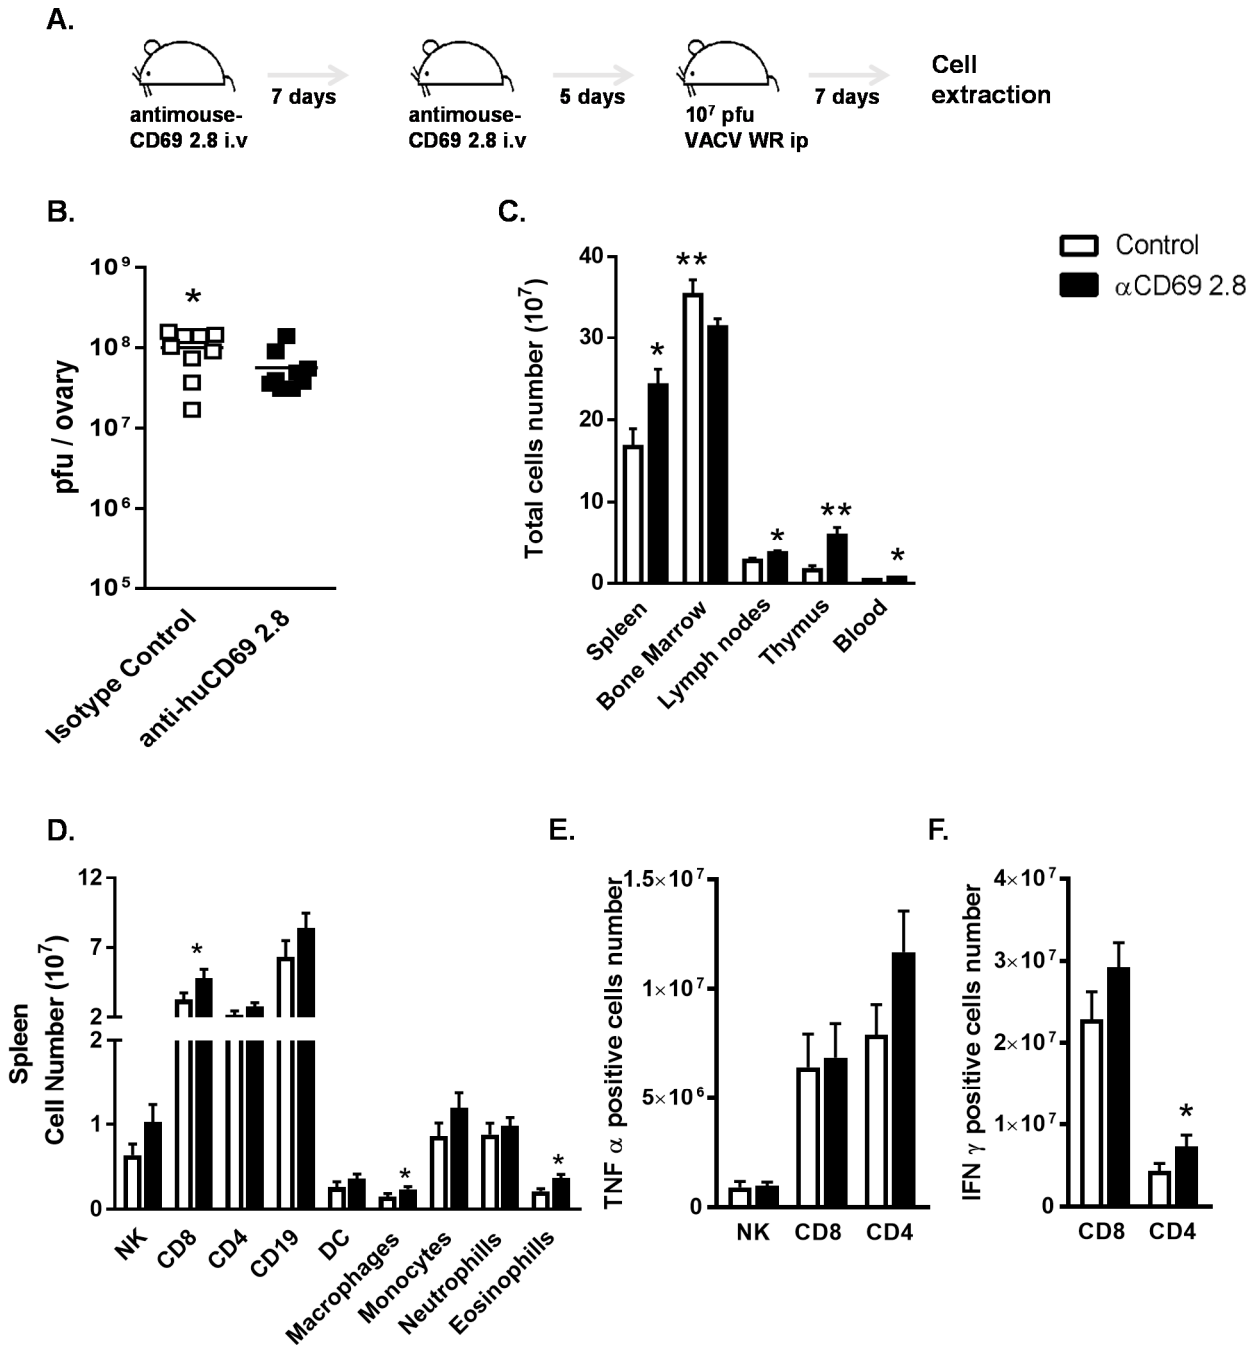 A.
antimouse-
CD69 2.8 i.v
7 days
antimouse-
CD69 2.8 i.v
5 days
10⁷ pfu
VACV WR ip
7 days
Cell
extraction
B.
pfu / ovary
10⁹
10⁸
10⁷
10⁶
10⁵
*
Isotype Control
anti-huCD69 2.8
C.
Total cells number (10⁷)
40
30
20
10
0
*
**
*
**
*
Spleen
Bone Marrow
Lymph nodes
Thymus
Blood
Control
αCD69 2.8
D.
Spleen
Cell Number (10⁷)
12
7
2
2
1
0
*
*
*
NK
CD8
CD4
CD19
DC
Macrophages
Monocytes
Neutrophills
Eosinophills
E.
TNF α positive cells number
1.5×10⁷
1×10⁷
5×10⁶
0
NK
CD8
CD4
F.
IFN γ positive cells number
4×10⁷
3×10⁷
2×10⁷
1×10⁷
0
*
CD8
CD4